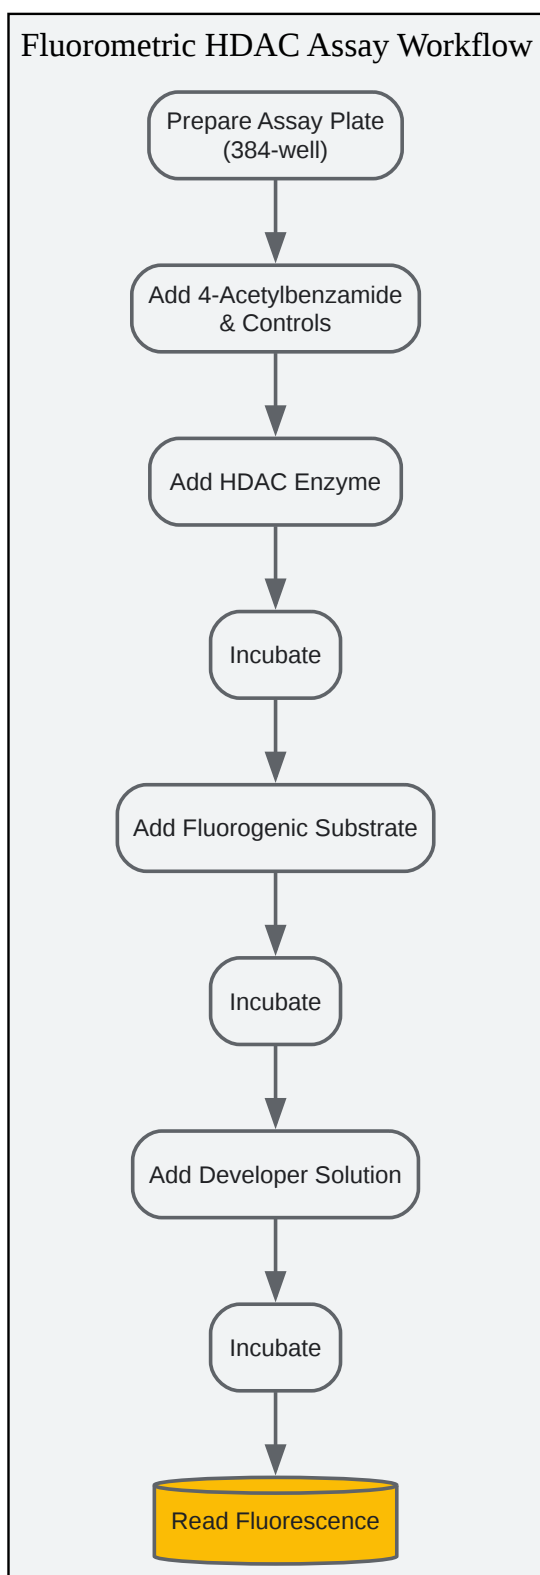 Fluorometric HDAC Assay Workflow
Prepare Assay Plate
(384-well)
Add 4-Acetylbenzamide
& Controls
Add HDAC Enzyme
Incubate
Add Fluorogenic Substrate
Incubate
Add Developer Solution
Incubate
Read Fluorescence